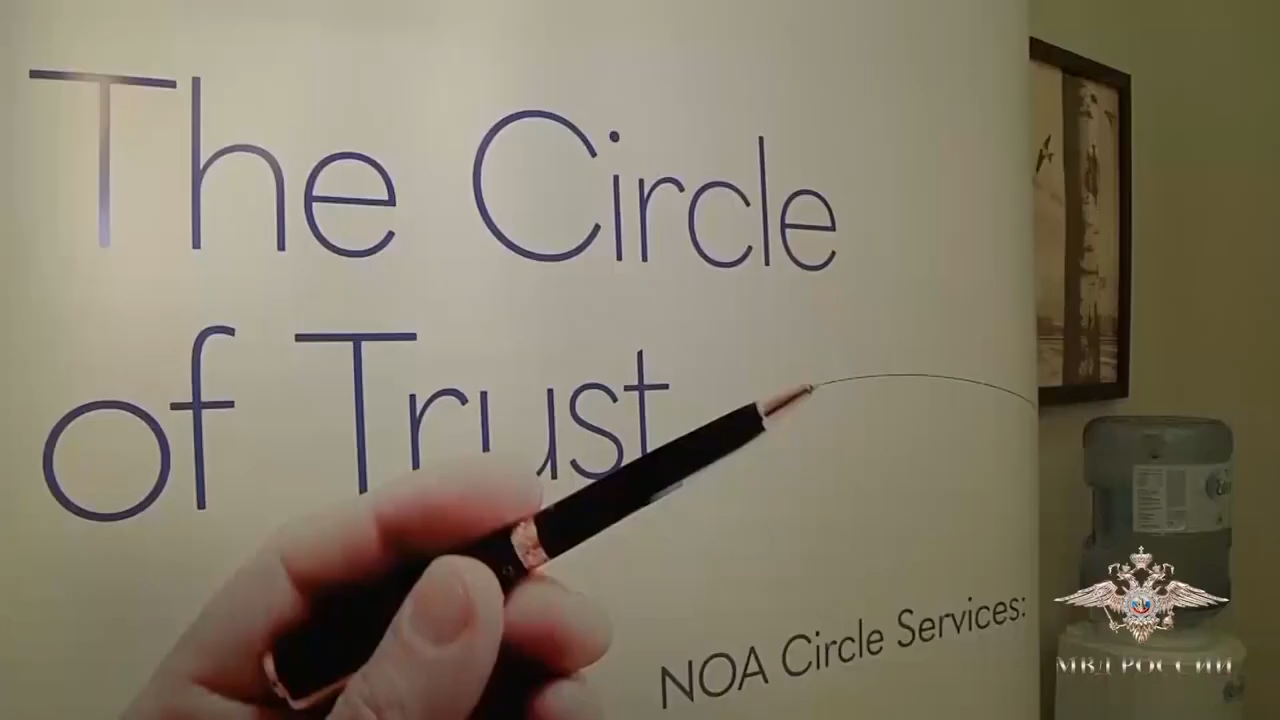 The Circle
of Trust
NOA Circle Services:
МВД РОССИИ